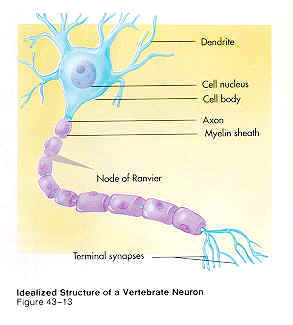 Dendrite
Cell nucleus
Cell body
Axon
Myelin sheath
Node of Ranvier
Terminal synapses
Idealized Structure of a Vertebrate Neuron
Figure 43-13